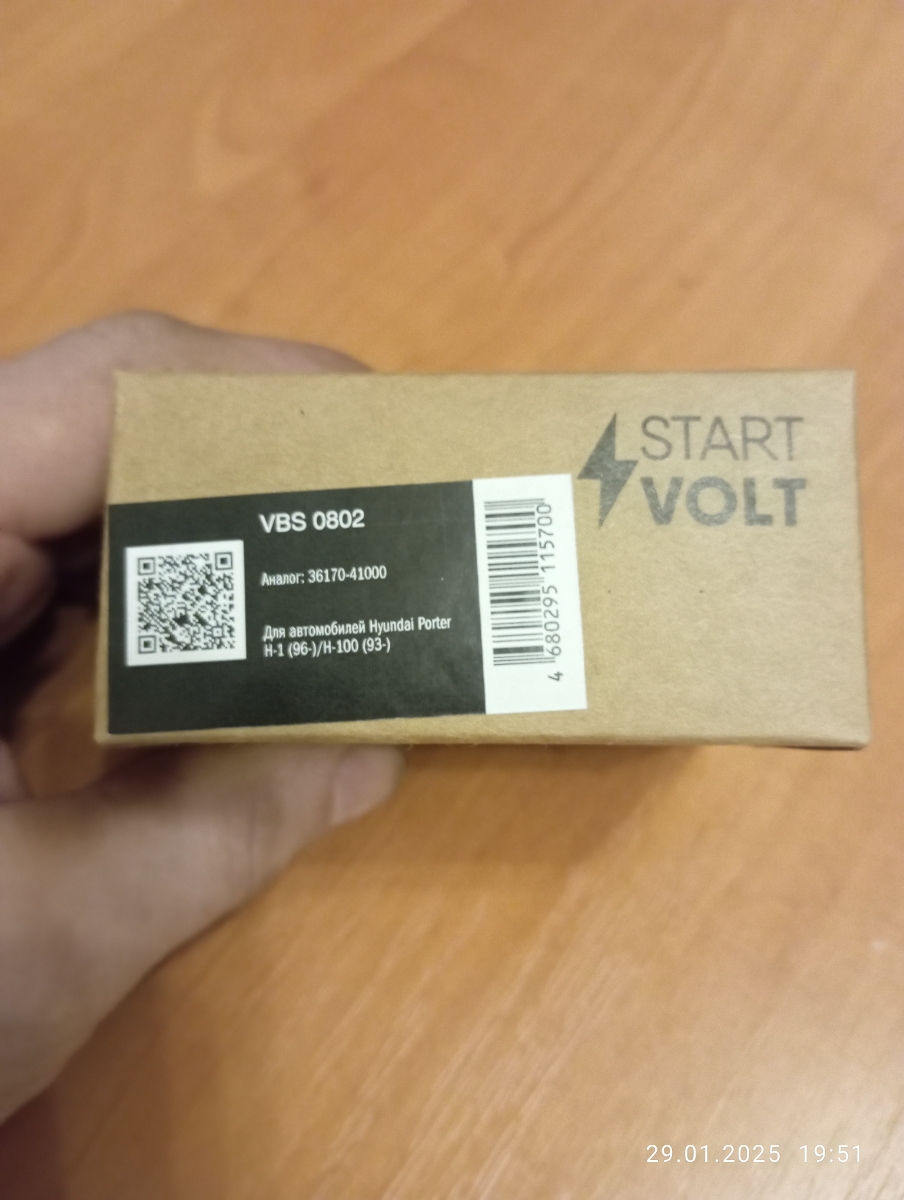 START
VOLT
VBS 0802
Аналог: 36170-41000
Для автомобилей Hyundai Porter
H-1 (96-)/H-100 (93-)
4 680295 115700
29.01.2025 19:51